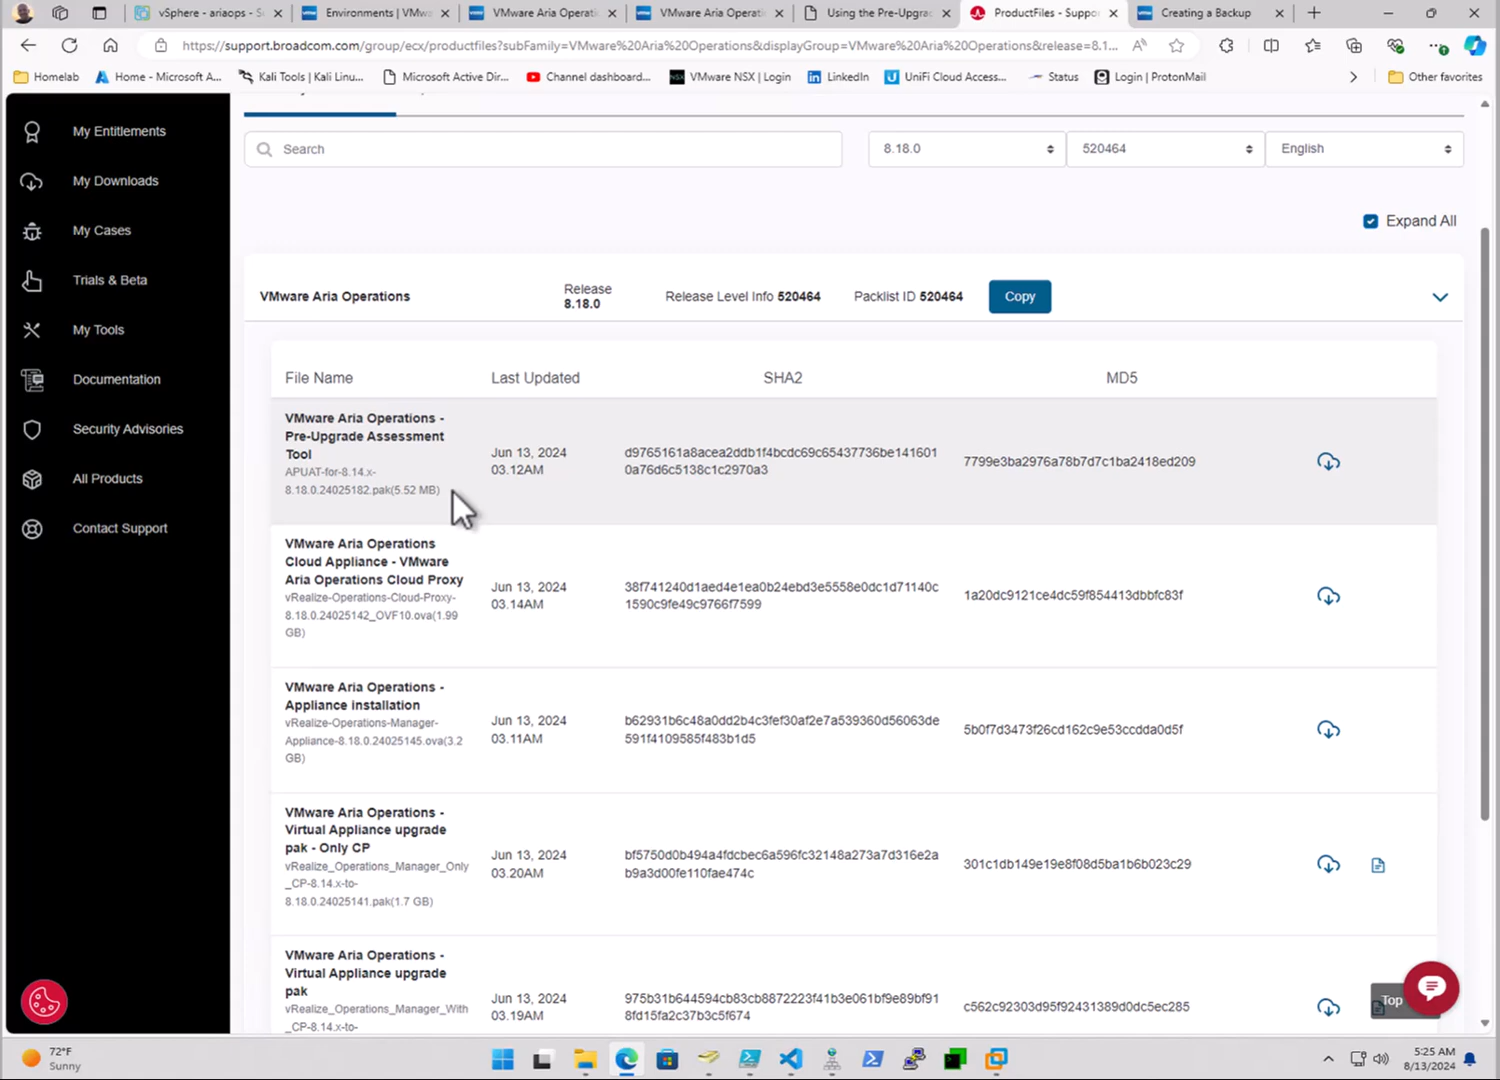 vSphere - ariaops - S
Environments | VMw
VMware Aria Operati
VMware Aria Operati
Using the Pre-Upgra
ProductFiles - Suppo
Creating a Backup
https://support.broadcom.com/group/ecx/productfiles?subFamily=VMware%20Aria%20Operations&displayGroup=VMware%20Aria%20Operations&release=8.1...
Homelab
Home - Microsoft A...
Kali Tools | Kali Linu...
Microsoft Active Dir...
Channel dashboard...
VMware NSX | Login
LinkedIn
UniFi Cloud Access...
Status
Login | ProtonMail
Other favorites
My Entitlements
My Downloads
My Cases
Trials & Beta
My Tools
Documentation
Security Advisories
All Products
Contact Support
Search
8.18.0
520464
English
Expand All
VMware Aria Operations
Release
8.18.0
Release Level Info 520464
Packlist ID 520464
Copy
File Name
Last Updated
SHA2
MD5
VMware Aria Operations -
Pre-Upgrade Assessment
Tool
APUAT-for-8.14.x-
8.18.0.24025182.pak(5.52 MB)
Jun 13, 2024
03.12AM
d9765161a8acea2ddb1f4bcdc69c65437736be141601
0a76d6c5138c1c2970a3
7799e3ba2976a78b7d7c1ba2418ed209
VMware Aria Operations
Cloud Appliance - VMware
Aria Operations Cloud Proxy
vRealize-Operations-Cloud-Proxy-
8.18.0.24025142_OVF10.ova(1.99
GB)
Jun 13, 2024
03.14AM
38f741240d1aed4e1ea0b24ebd3e5558e0dc1d71140c
1590c9fe49c9766f7599
1a20dc9121ce4dc59f854413dbbfc83f
VMware Aria Operations -
Appliance installation
vRealize-Operations-Manager-
Appliance-8.18.0.24025145.ova(3.2
GB)
Jun 13, 2024
03.11AM
b62931b6c48a0dd2b4c3fef30af2e7a539360d56063de
591f4109585f483b1d5
5b0f7d3473f26cd162c9e53ccdda0d5f
VMware Aria Operations -
Virtual Appliance upgrade
pak - Only CP
vRealize_Operations_Manager_Only
_CP-8.14.x-to-
8.18.0.24025141.pak(1.7 GB)
Jun 13, 2024
03.20AM
bf5750d0b494a4fdcbec6a596fc32148a273a7d316e2a
b9a3d00fe110fae474c
301c1db149e19e8f08d5ba1b6b023c29
VMware Aria Operations -
Virtual Appliance upgrade
pak
vRealize_Operations_Manager_With
_CP-8.14.x-to-
Jun 13, 2024
03.19AM
975b31b644594cb83cb8872223f41b3e061bf9e89bf91
8fd15fa2c37b3c5f674
c562c92303d95f92431389d0dc5ec285
Top
72°F
Sunny
5:25 AM
8/13/2024